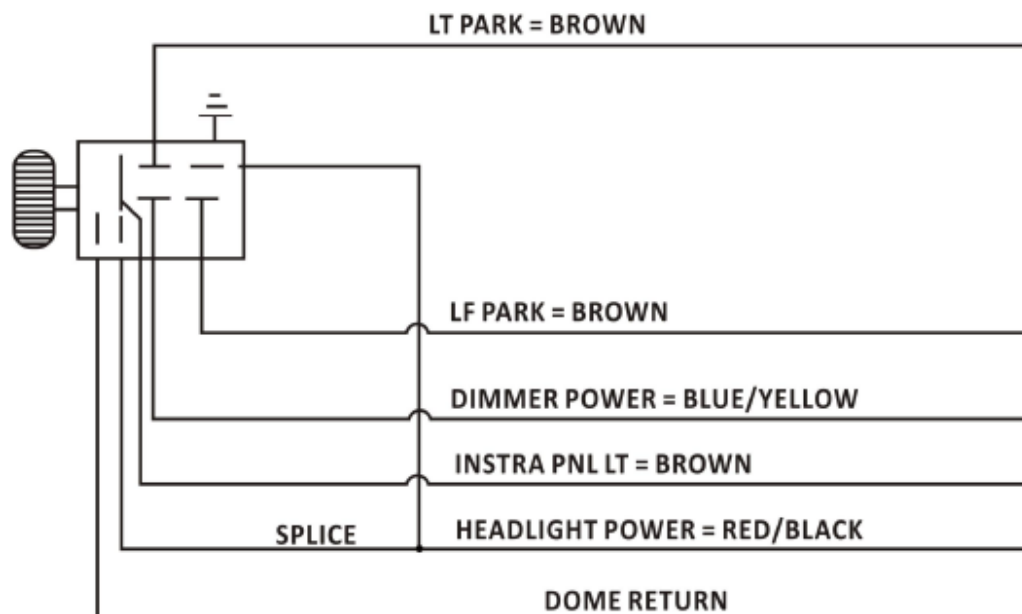 LT PARK = BROWN
LF PARK = BROWN
DIMMER POWER = BLUE/YELLOW
INSTRA PNL LT = BROWN
SPLICE HEADLIGHT POWER = RED/BLACK
DOME RETURN